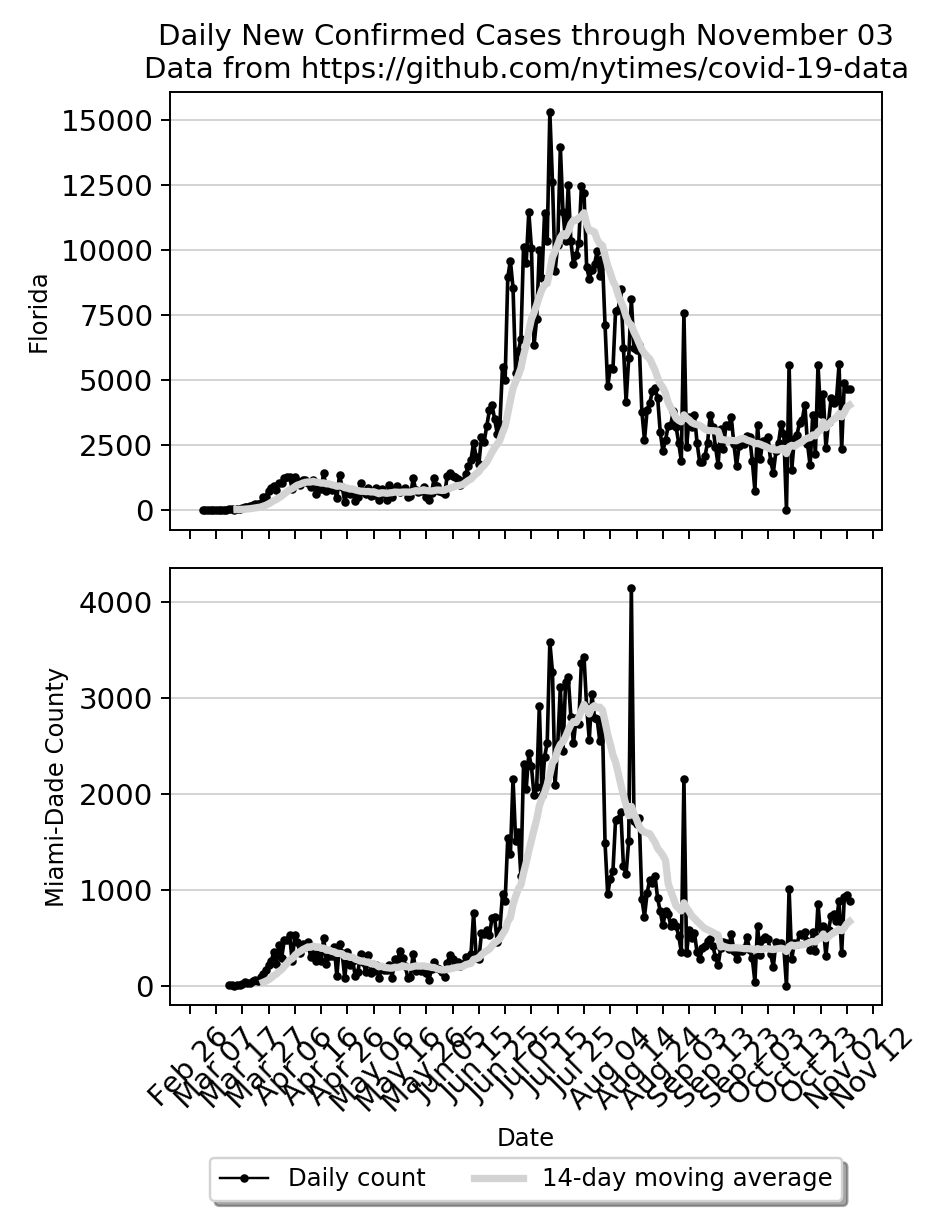 Daily New Confirmed Cases through November 03
Data from https://github.com/nytimes/covid-19-data
15000
12500
10000
7500
5000
2500
0
Florida
4000
3000
2000
1000
0
Miami-Dade County
Feb 26
Mar 07
Mar 17
Mar 27
Apr 06
Apr 16
Apr 26
May 06
May 16
May 26
Jun 05
Jun 15
Jun 25
Jul 05
Jul 15
Jul 25
Aug 04
Aug 14
Aug 24
Sep 03
Sep 13
Sep 23
Oct 03
Oct 13
Oct 23
Nov 02
Nov 12
Date
Daily count
14-day moving average